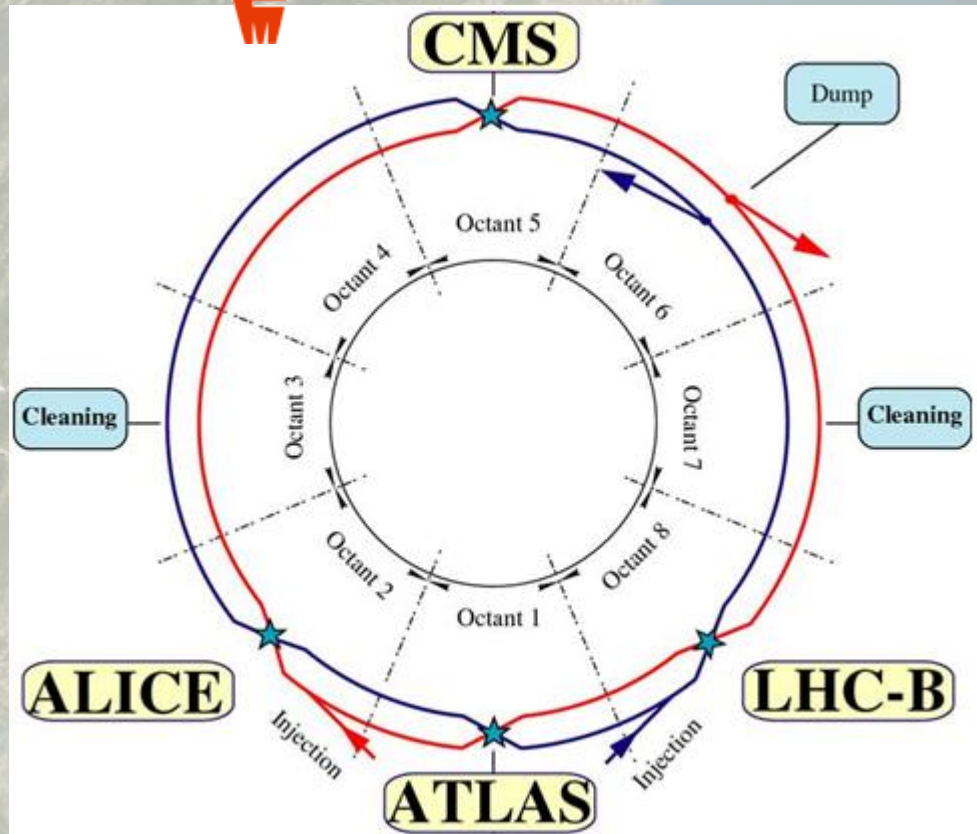 CMS
Dump
Octant 5
Octant 4
Octant 6
Cleaning
Octant 3
Octant 7
Cleaning
Octant 2
Octant 8
Octant 1
ALICE
LHC-B
Injection
Injection
ATLAS